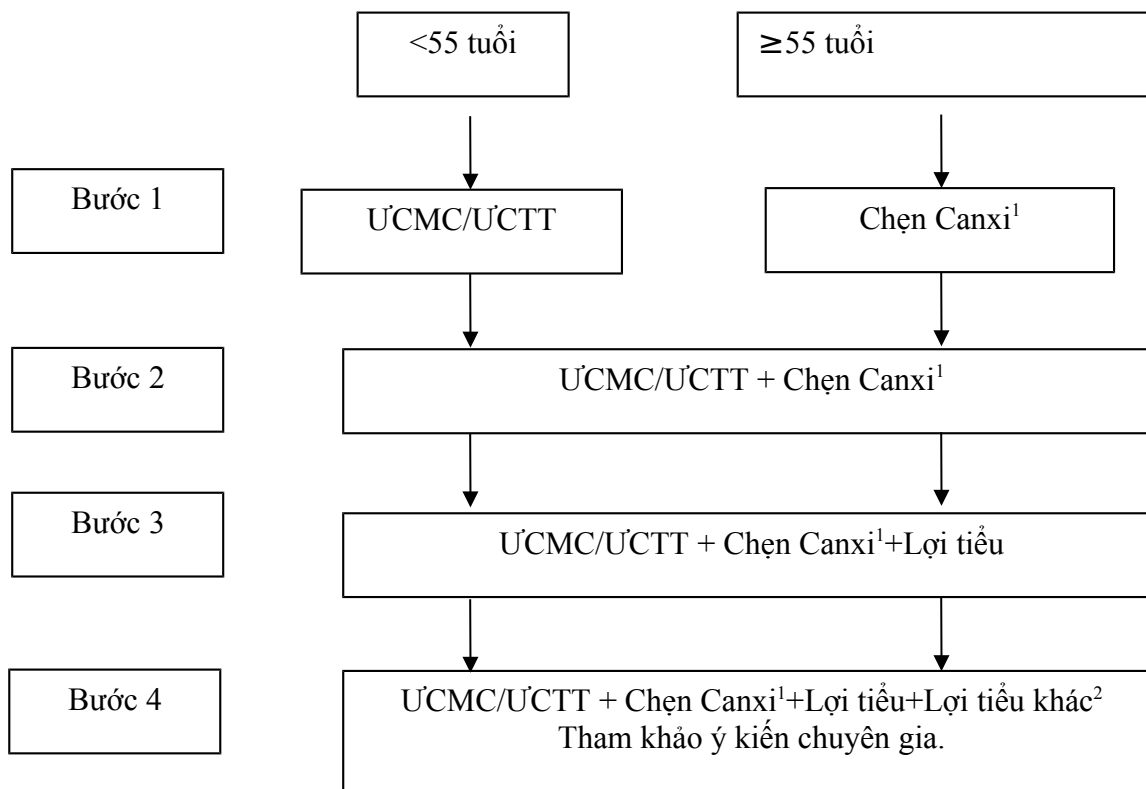 <55 tuổi
≥55 tuổi
Bước 1
ƯCMC/ƯCTT
Chẹn Canxi¹
Bước 2
ƯCMC/ƯCTT + Chẹn Canxi¹
Bước 3
ƯCMC/ƯCTT + Chẹn Canxi¹+Lợi tiểu
Bước 4
ƯCMC/ƯCTT + Chẹn Canxi¹+Lợi tiểu+Lợi tiểu khác²
Tham khảo ý kiến chuyên gia.